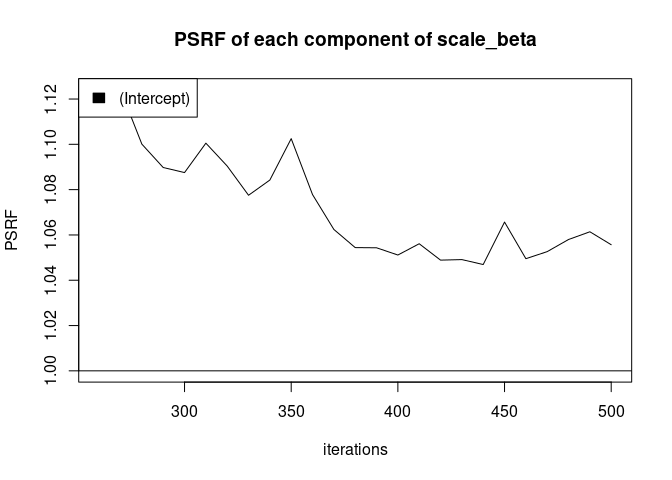 PSRF of each component of scale_beta
(Intercept)
PSRF
1.12
1.10
1.08
1.06
1.04
1.02
1.00
300 350 400 450 500
iterations